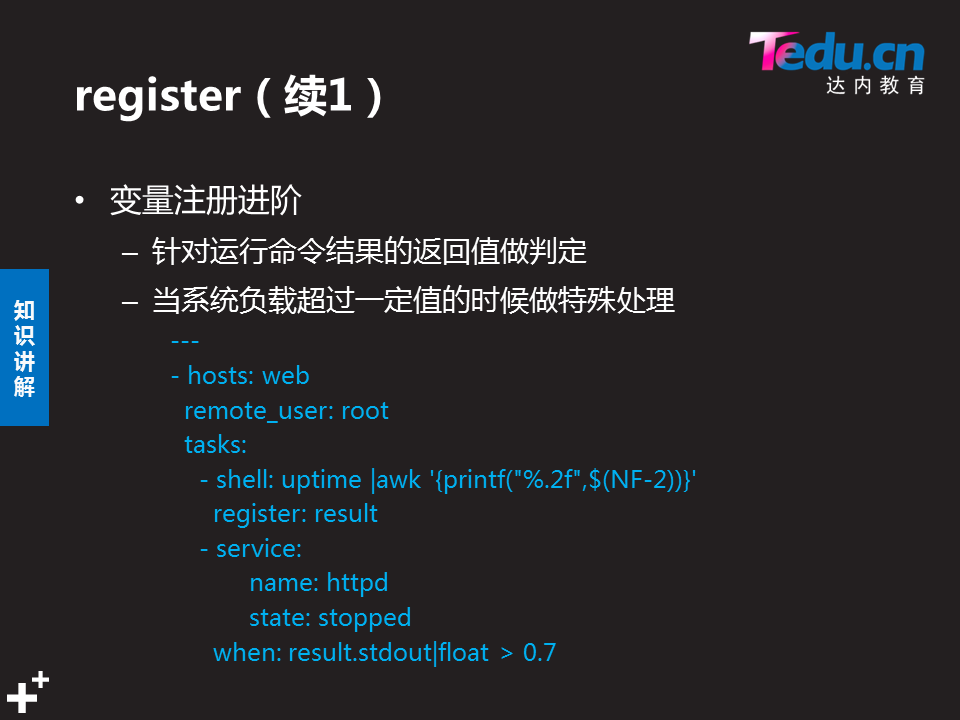 Tedu.cn
达内教育
register（续1）
• 变量注册进阶
– 针对运行命令结果的返回值做判定
– 当系统负载超过一定值的时候做特殊处理
---
- hosts: web
  remote_user: root
  tasks:
    - shell: uptime |awk '{printf("%.2f",$(NF-2))}'
      register: result
    - service:
          name: httpd
          state: stopped
      when: result.stdout|float > 0.7
知
识
讲
解